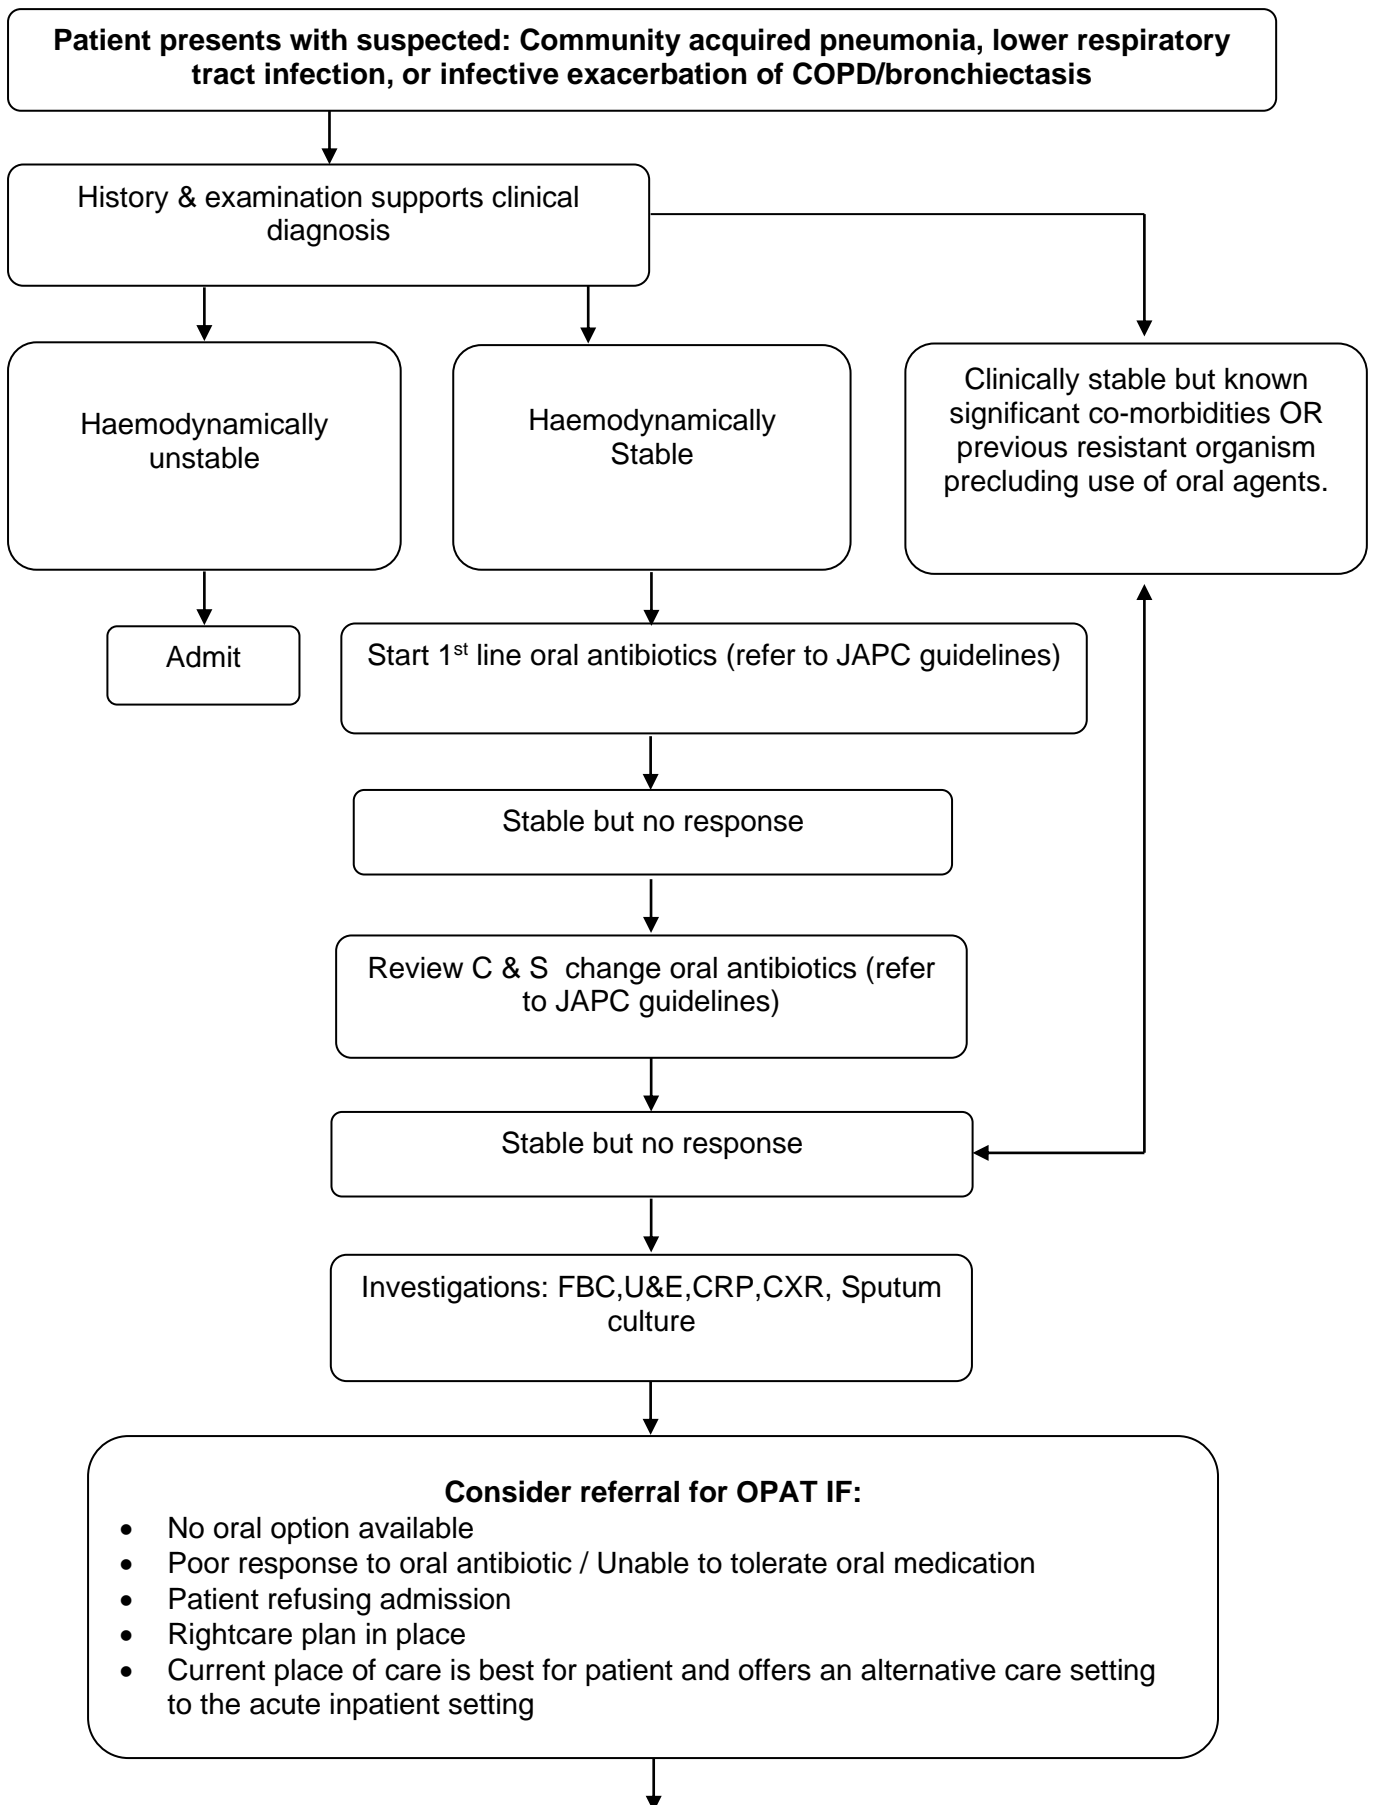 Patient presents with suspected: Community acquired pneumonia, lower respiratory
tract infection, or infective exacerbation of COPD/bronchiectasis
History & examination supports clinical
diagnosis
Haemodynamically
unstable
Haemodynamically
Stable
Clinically stable but known
significant co-morbidities OR
previous resistant organism
precluding use of oral agents.
Admit
Start 1st line oral antibiotics (refer to JAPC guidelines)
Stable but no response
Review C & S  change oral antibiotics (refer
to JAPC guidelines)
Stable but no response
Investigations: FBC,U&E,CRP,CXR, Sputum
culture
Consider referral for OPAT IF:
• No oral option available
• Poor response to oral antibiotic / Unable to tolerate oral medication
• Patient refusing admission
• Rightcare plan in place
• Current place of care is best for patient and offers an alternative care setting
to the acute inpatient setting